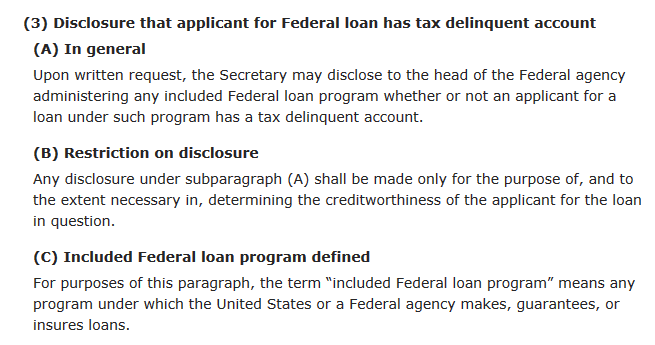 (3) Disclosure that applicant for Federal loan has tax delinquent account
(A) In general
Upon written request, the Secretary may disclose to the head of the Federal agency
administering any included Federal loan program whether or not an applicant for a
loan under such program has a tax delinquent account.
(B) Restriction on disclosure
Any disclosure under subparagraph (A) shall be made only for the purpose of, and to
the extent necessary in, determining the creditworthiness of the applicant for the loan
in question.
(C) Included Federal loan program defined
For purposes of this paragraph, the term “included Federal loan program” means any
program under which the United States or a Federal agency makes, guarantees, or
insures loans.